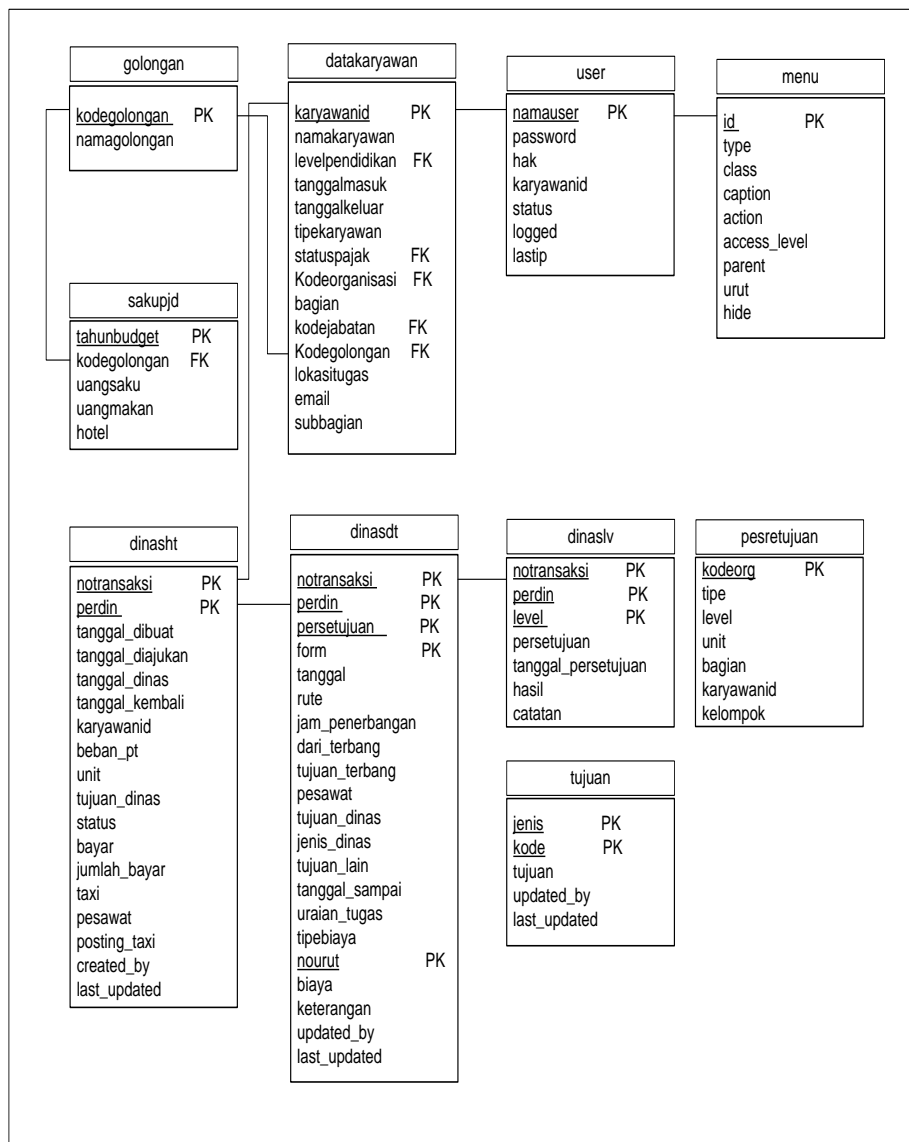 golongan
kodegolongan PK
namagolongan
datakaryawan
karyawanid PK
namakaryawan
levelpendidikan FK
tanggalmasuk
tanggalkeluar
tipekaryawan
statuspajak FK
Kodeorganisasi FK
bagian
kodejabatan FK
Kodegolongan FK
lokasitugas
email
subbagian
user
namauser PK
password
hak
karyawanid
status
logged
lastip
menu
id PK
type
class
caption
action
access_level
parent
urut
hide
sakupjd
tahunbudget PK
kodegolongan FK
uangsaku
uangmakan
hotel
dinasht
notransaksi PK
perdin PK
tanggal_dibuat
tanggal_diajukan
tanggal_dinas
tanggal_kembali
karyawanid
beban_pt
unit
tujuan_dinas
status
bayar
jumlah_bayar
taxi
pesawat
posting_taxi
created_by
last_updated
dinasdt
notransaksi PK
perdin PK
persetujuan PK
form PK
tanggal
rute
jam_penerbangan
dari_terbang
tujuan_terbang
pesawat
tujuan_dinas
jenis_dinas
tujuan_lain
tanggal_sampai
uraian_tugas
tipebiaya
nourut PK
biaya
keterangan
updated_by
last_updated
dinaslv
notransaksi PK
perdin PK
level PK
persetujuan
tanggal_persetujuan
hasil
catatan
pesretujuan
kodeorg PK
tipe
level
unit
bagian
karyawanid
kelompok
tujuan
jenis PK
kode PK
tujuan
updated_by
last_updated